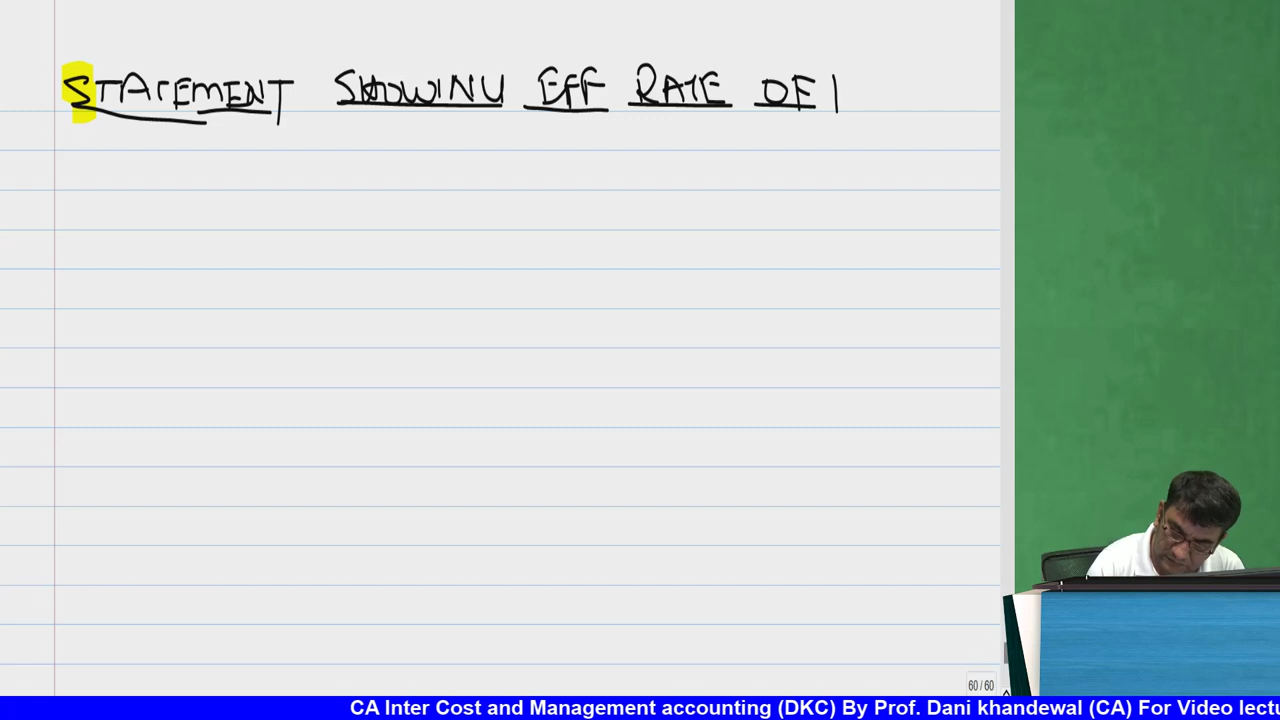 STATEMENT SHOWING EFF RATE OF I
60/60
CA Inter Cost and Management accounting (DKC) By Prof. Dani khandewal (CA) For Video lectu